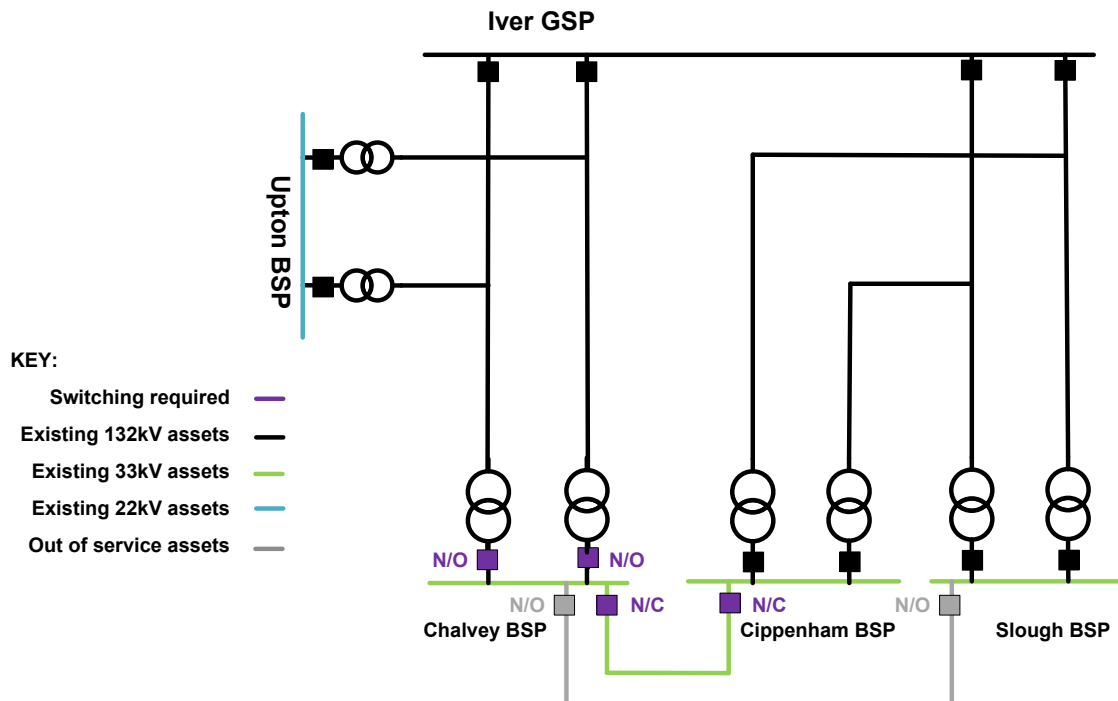 Iver GSP
Upton BSP
KEY:
Switching required
Existing 132kV assets
Existing 33kV assets
Existing 22kV assets
Out of service assets
N/O
N/O
N/O
N/C
N/C
N/O
Chalvey BSP
Cippenham BSP
Slough BSP